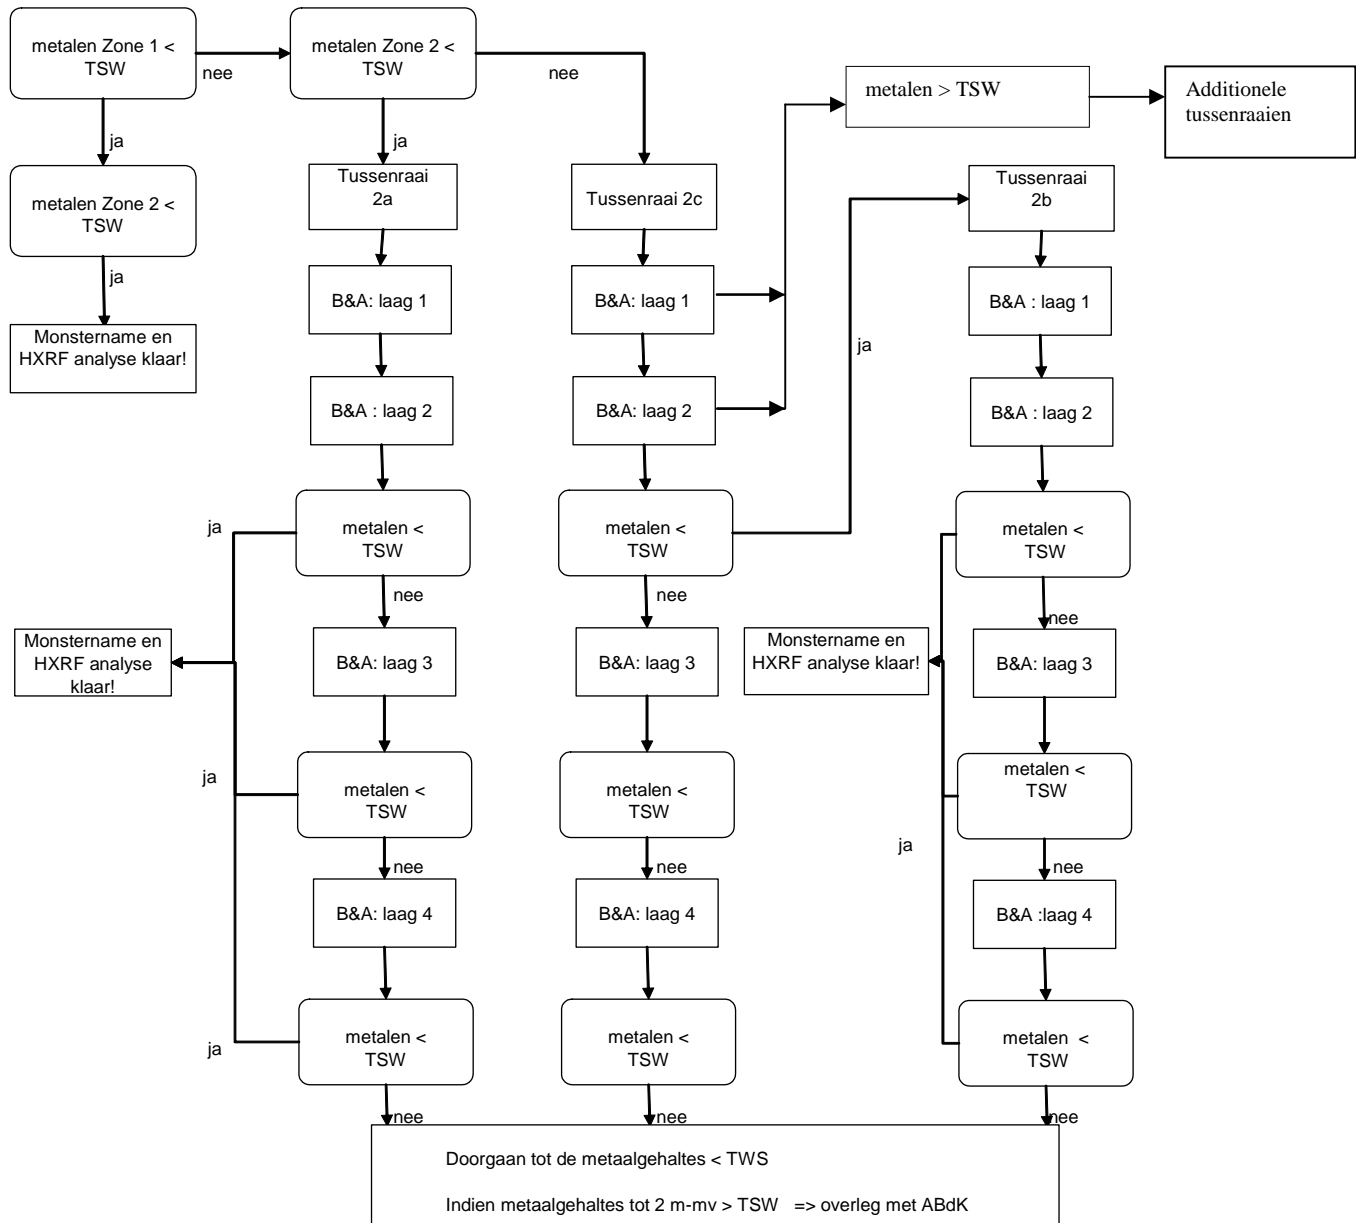 metalen Zone 1 <
TSW
nee
metalen Zone 2 <
TSW
nee
metalen > TSW
Additionele
tussenraaien
ja
ja
metalen Zone 2 <
TSW
Tussenraai
2a
Tussenraai 2c
Tussenraai
2b
ja
B&A: laag 1
B&A: laag 1
B&A : laag 1
Monstername en
HXRF analyse klaar!
ja
B&A : laag 2
B&A: laag 2
B&A : laag 2
ja
metalen <
TSW
metalen <
TSW
metalen <
TSW
nee
nee
nee
Monstername en
HXRF analyse
klaar!
B&A: laag 3
B&A: laag 3
Monstername en
HXRF analyse klaar!
B&A: laag 3
ja
metalen <
TSW
metalen <
TSW
metalen <
TSW
ja
nee
nee
nee
B&A: laag 4
B&A: laag 4
B&A :laag 4
ja
metalen <
TSW
metalen <
TSW
metalen <
TSW
nee
nee
nee
Doorgaan tot de metaalgehaltes < TWS
Indien metaalgehaltes tot 2 m-mv > TSW => overleg met ABdK